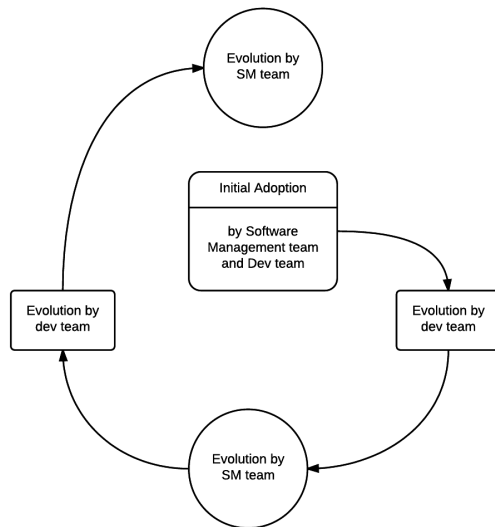 Evolution by
SM team
Initial Adoption
by Software
Management team
and Dev team
Evolution by
dev team
Evolution by
dev team
Evolution by
SM team